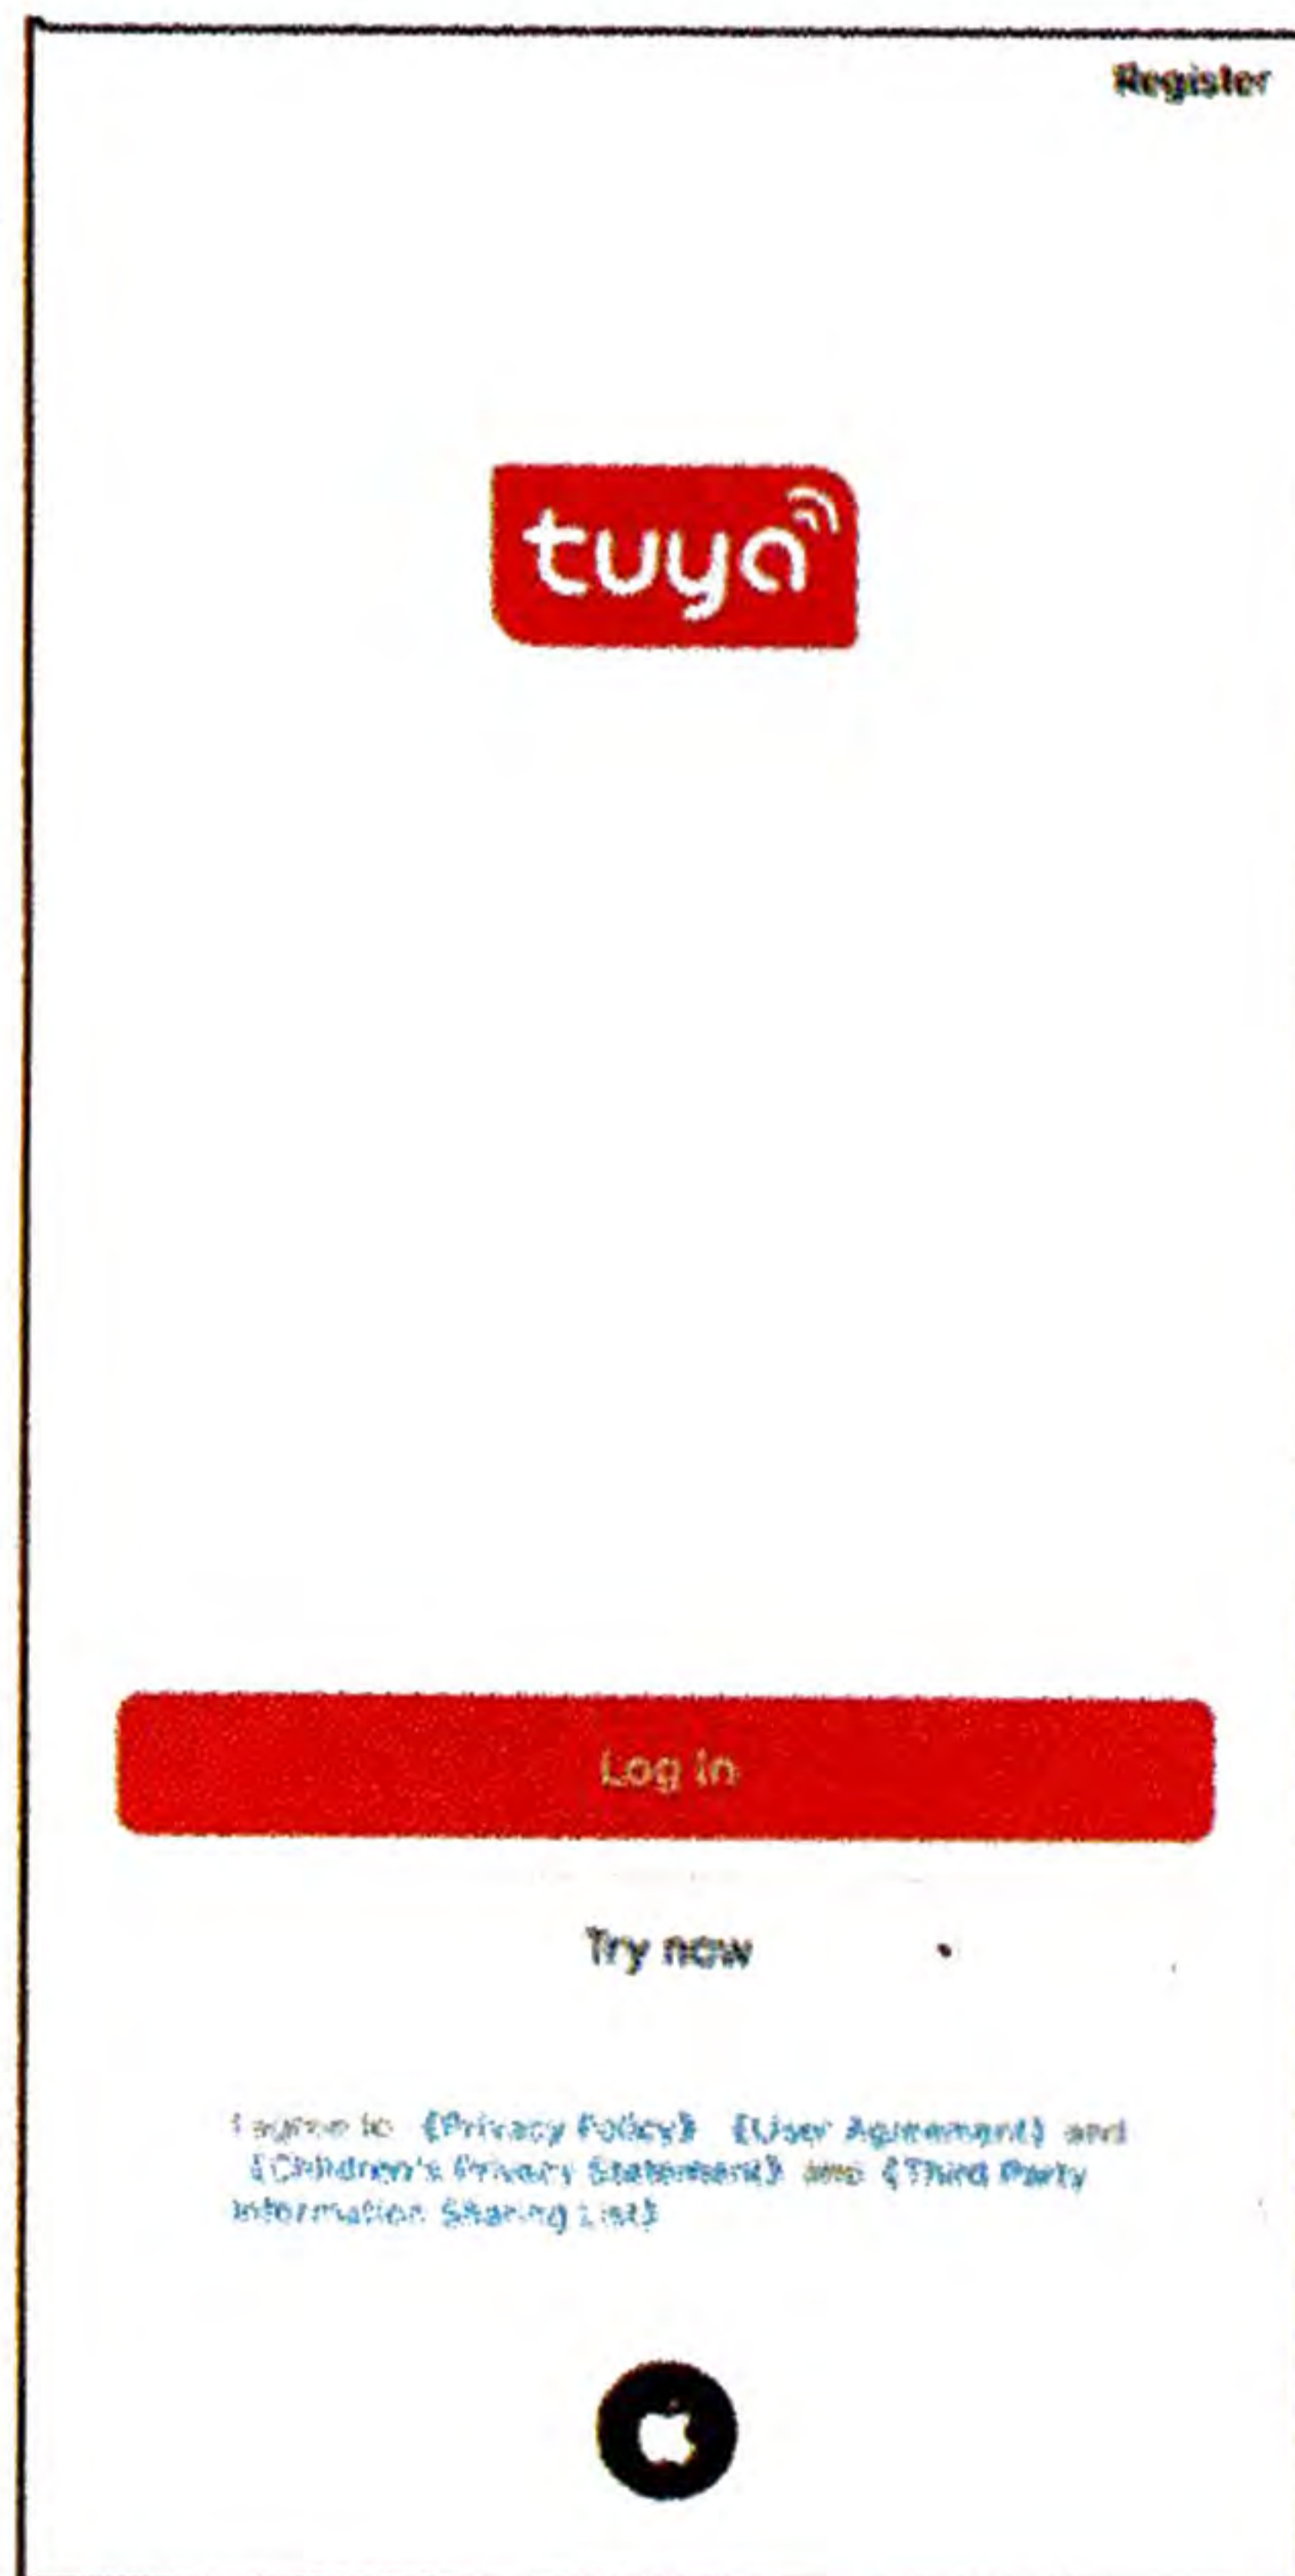 Register
tuya
Log in
Try now
I agree to 《Privacy Policy》 《User Agreement》 and
《Children's Privacy Statement》 and 《Third Party
Information Sharing List》